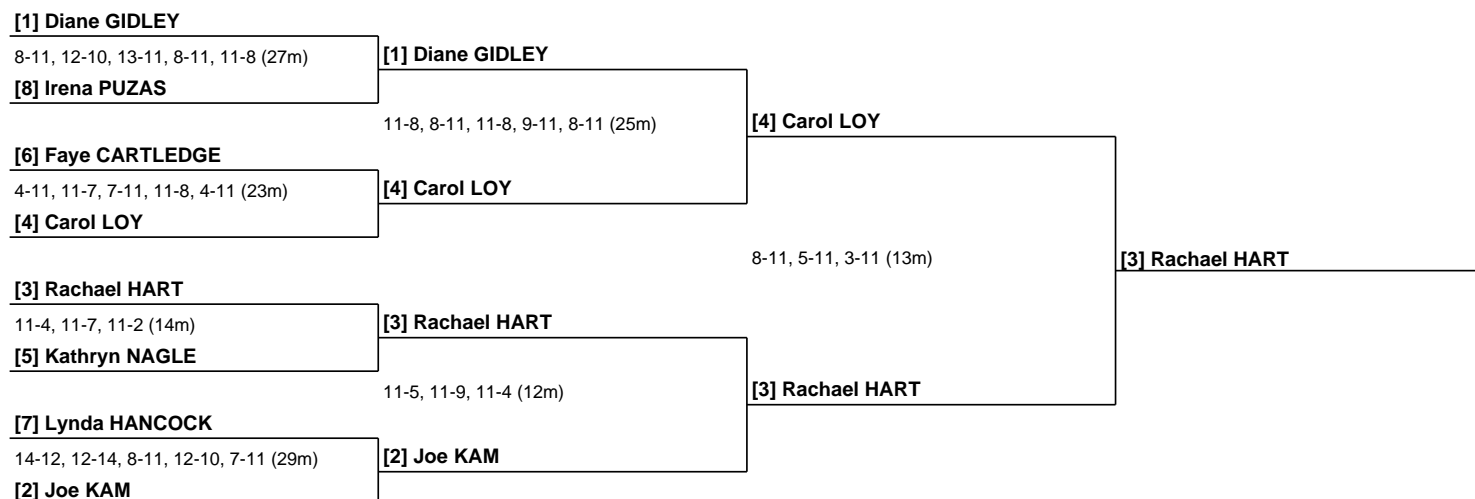 [1] Diane GIDLEY
8-11, 12-10, 13-11, 8-11, 11-8 (27m)
[1] Diane GIDLEY
[8] Irena PUZAS
11-8, 8-11, 11-8, 9-11, 8-11 (25m)
[4] Carol LOY
[6] Faye CARTLEDGE
4-11, 11-7, 7-11, 11-8, 4-11 (23m)
[4] Carol LOY
[4] Carol LOY
8-11, 5-11, 3-11 (13m)
[3] Rachael HART
[3] Rachael HART
11-4, 11-7, 11-2 (14m)
[3] Rachael HART
[5] Kathryn NAGLE
11-5, 11-9, 11-4 (12m)
[3] Rachael HART
[7] Lynda HANCOCK
14-12, 12-14, 8-11, 12-10, 7-11 (29m)
[2] Joe KAM
[2] Joe KAM